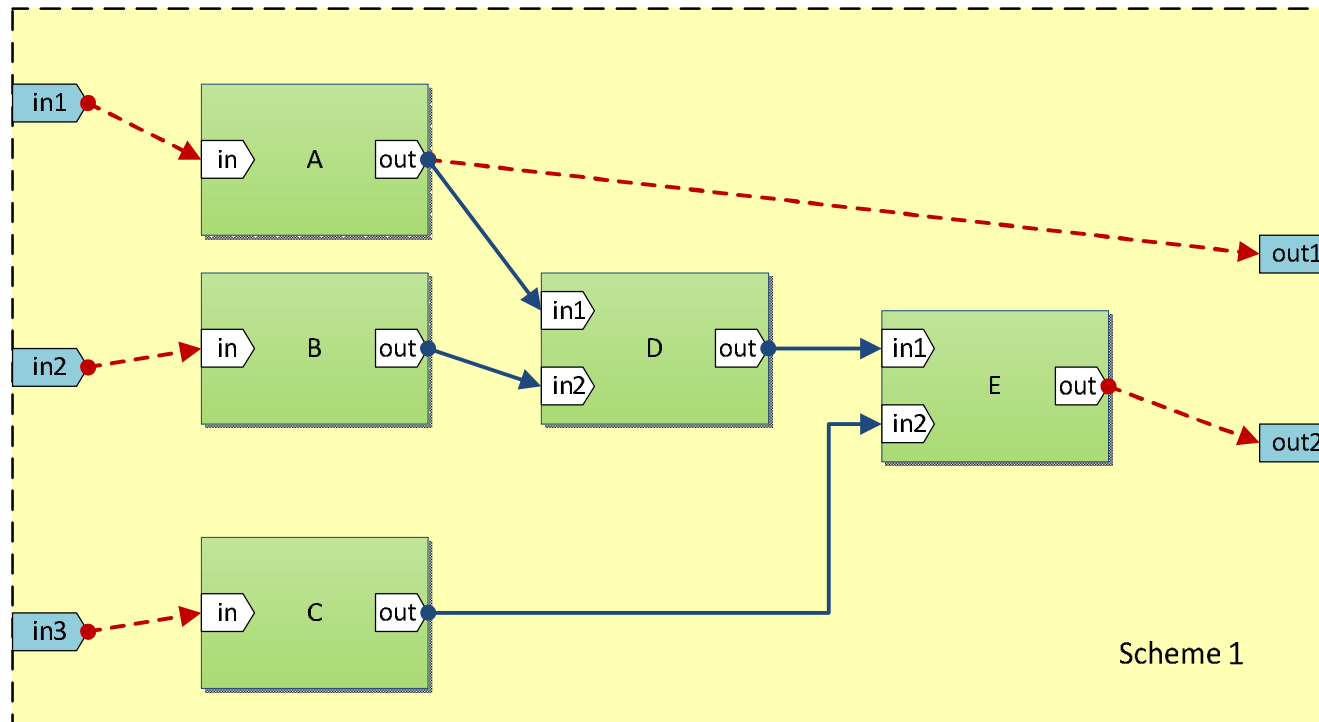 in1
in
A
out
out1
in2
in
B
out
in1
in2
D
out
in1
in2
E
out
out2
in3
in
C
out
Scheme 1